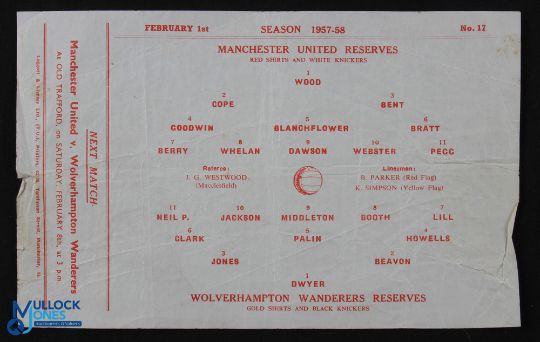 FEBRUARY 1st SEASON 1957-58 No. 17
MANCHESTER UNITED RESERVES
RED SHIRTS AND WHITE KNICKERS
1
WOOD
2 3
COPE BENT
4 5 6
GOODWIN BLANCHFLOWER BRATT
7 8 9 10 11
BERRY WHELAN DAWSON WEBSTER PEGG
Referee: Linesmen:
J. G. WESTWOOD B. PARKER (Red Flag)
(Macclesfield) K. SIMPSON (Yellow Flag)
11 10 9 8 7
NEIL P. JACKSON MIDDLETON BOOTH LILL
6 5 4
CLARK PALIN HOWELLS
3 2
JONES BEAVON
1
DWYER
WOLVERHAMPTON WANDERERS RESERVES
GOLD SHIRTS AND BLACK KNICKERS
NEXT MATCH
Manchester United v. Wolverhampton Wanderers
At OLD TRAFFORD, on SATURDAY, FEBRUARY 8th, at 3 p.m.
MULLOCK
JONES